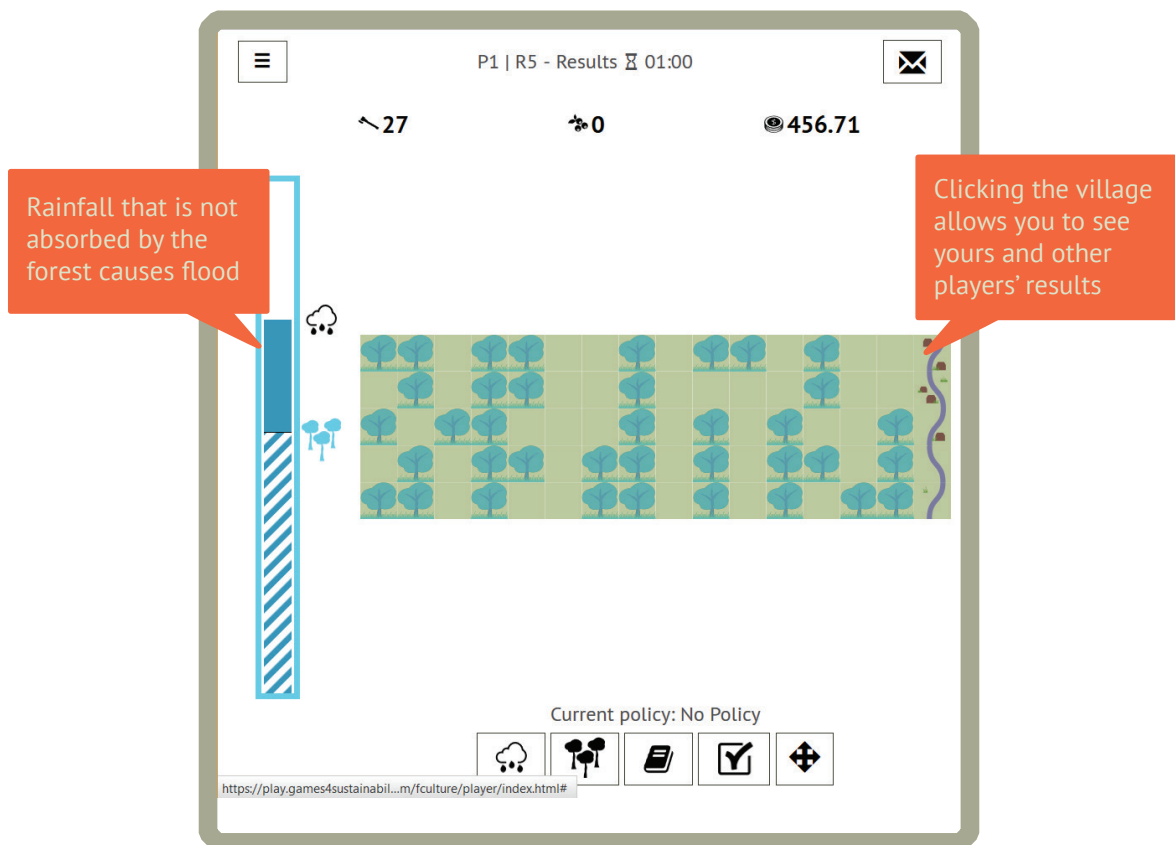 P1 | R5 - Results 01:00
27
0
456.71
Rainfall that is not
absorbed by the
forest causes flood
Clicking the village
allows you to see
yours and other
players' results
Current policy: No Policy
https://play.games4sustainabil...m/fculture/player/index.html#